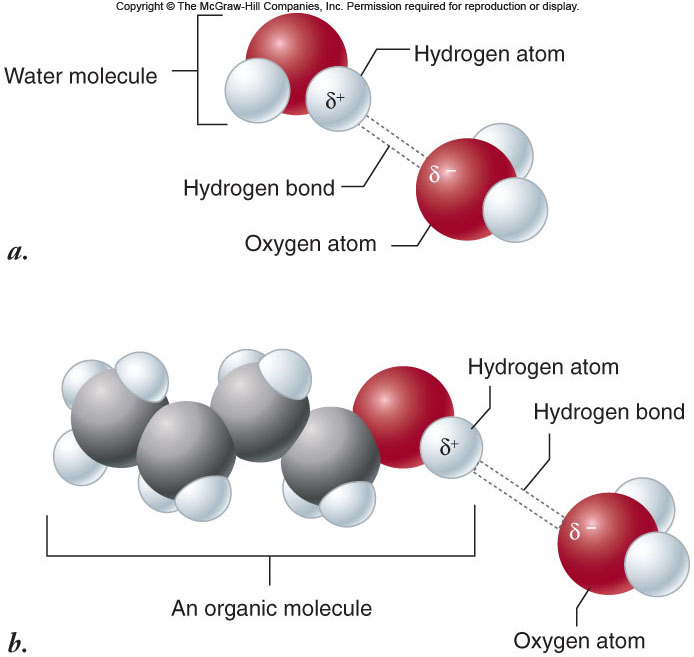 Copyright © The McGraw-Hill Companies, Inc. Permission required for reproduction or display.
Hydrogen atom
Water molecule
δ+
δ–
Hydrogen bond
Oxygen atom
a.
Hydrogen atom
Hydrogen bond
δ+
δ–
An organic molecule
Oxygen atom
b.